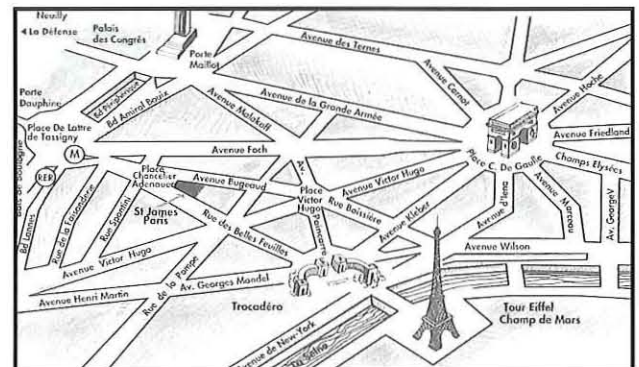 Neuilly
La Défense
Palais
des Congrès
Porte
Maillot
Avenue des Ternes
Avenue Carnot
Avenue Hoche
Porte
Dauphine
Bd Périphérique
Bd Amiral Bouix
Avenue Malakoff
Avenue de la Grande Armée
Place De Lattre
de Tassigny
M
RER
Avenue Foch
Avenue Friedland
Place C. De Gaulle
Champs Elysées
Place
Chancelier
Adenauer
Avenue Bugeaud
Av.
Poincarré
Place
Victor
Hugo
Avenue Victor Hugo
Rue Boissière
Avenue Kleber
Avenue d'Iena
Avenue Marceau
Av. George V
Bd Lannes
Rue de la Faisanderie
Rue Spontini
St James
Paris
Rue des Belles Feuilles
Avenue Victor Hugo
Rue de la Pompe
Avenue Wilson
Av. Georges Mandel
Avenue Henri Martin
Trocadéro
Tour Eiffel
Champ de Mars
Avenue de New-York
La Seine